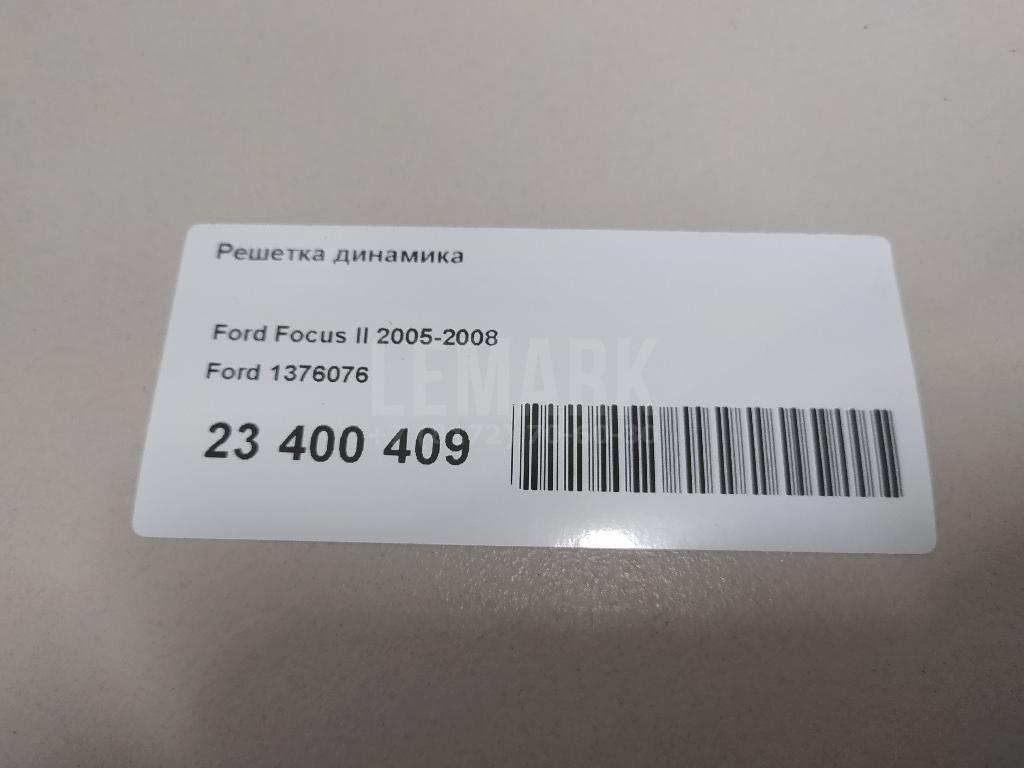 Решетка динамика
Ford Focus II 2005-2008
Ford 1376076
LEMARK
23 400 409